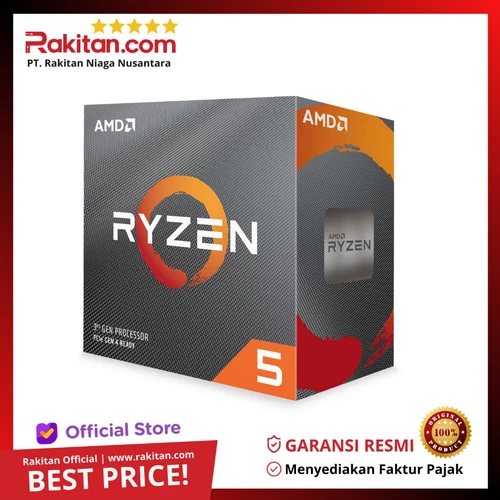 Rakitan.com
PT. Rakitan Niaga Nusantara
AMD
RYZEN
3rd GEN PROCESSOR
PCIe GEN 4 READY
5
AMD
AMD
RYZEN
Official Store
Rakitan Official | www.rakitan.com
BEST PRICE!
GARANSI RESMI
Menyediakan Faktur Pajak
ORIGINAL
100%
PRODUCT